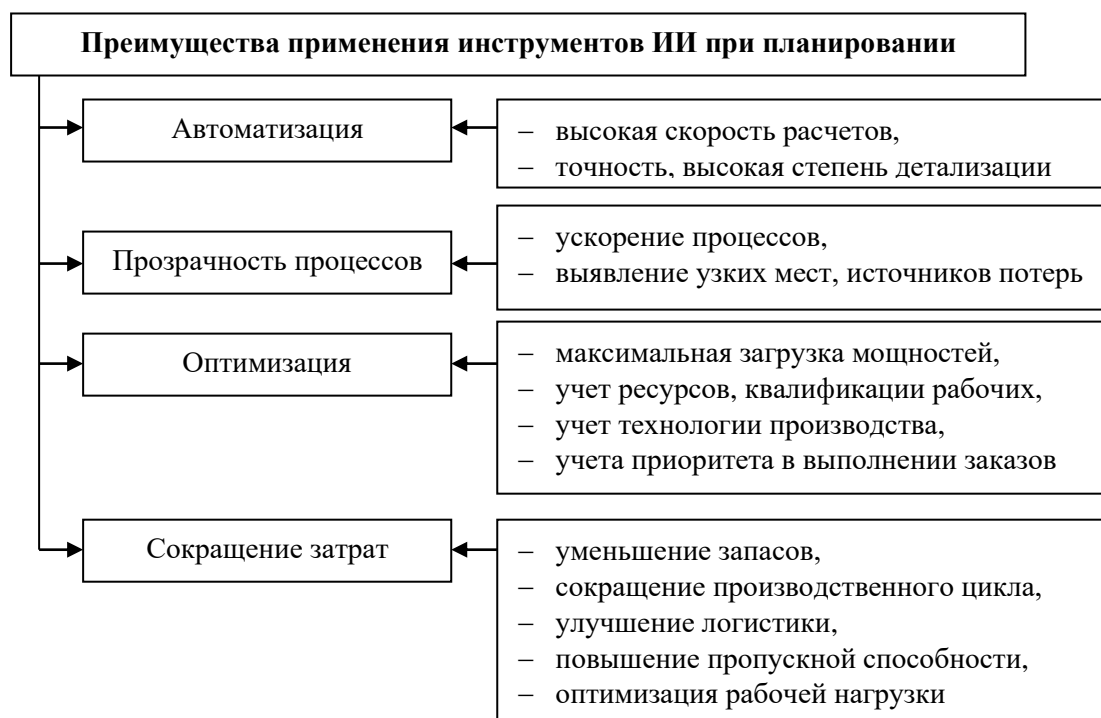 Преимущества применения инструментов ИИ при планировании
Автоматизация
– высокая скорость расчетов,
– точность, высокая степень детализации
Прозрачность процессов
– ускорение процессов,
– выявление узких мест, источников потерь
Оптимизация
– максимальная загрузка мощностей,
– учет ресурсов, квалификации рабочих,
– учет технологии производства,
– учета приоритета в выполнении заказов
Сокращение затрат
– уменьшение запасов,
– сокращение производственного цикла,
– улучшение логистики,
– повышение пропускной способности,
– оптимизация рабочей нагрузки